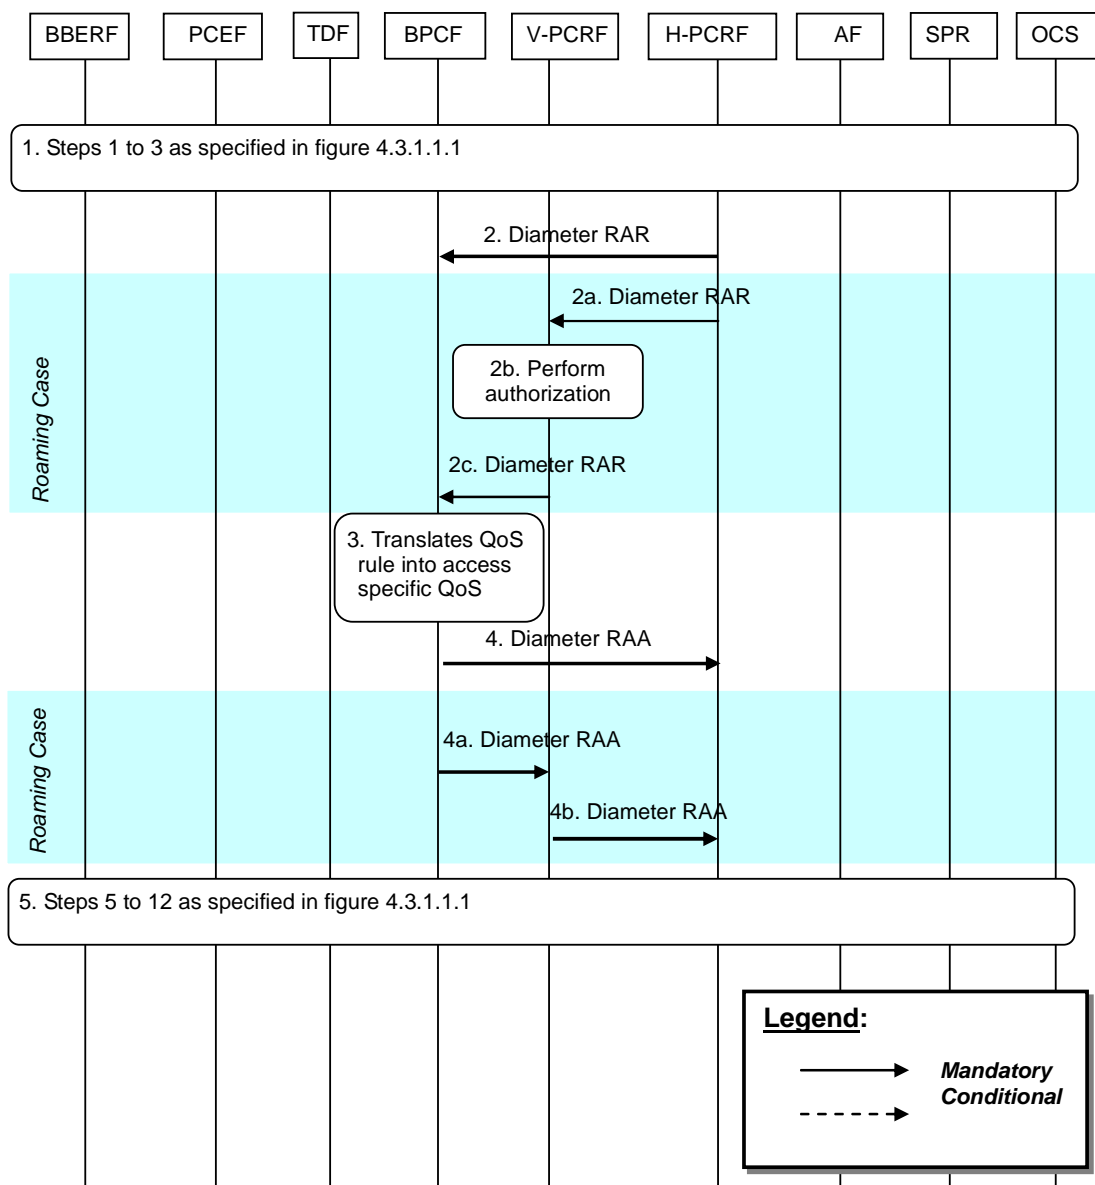 BBERF PCEF TDF BPCF V-PCRF H-PCRF AF SPR OCS
1. Steps 1 to 3 as specified in figure 4.3.1.1.1
2. Diameter RAR
Roaming Case
2a. Diameter RAR
2b. Perform
authorization
2c. Diameter RAR
3. Translates QoS
rule into access
specific QoS
4. Diameter RAA
Roaming Case
4a. Diameter RAA
4b. Diameter RAA
5. Steps 5 to 12 as specified in figure 4.3.1.1.1
Legend:
Mandatory
Conditional